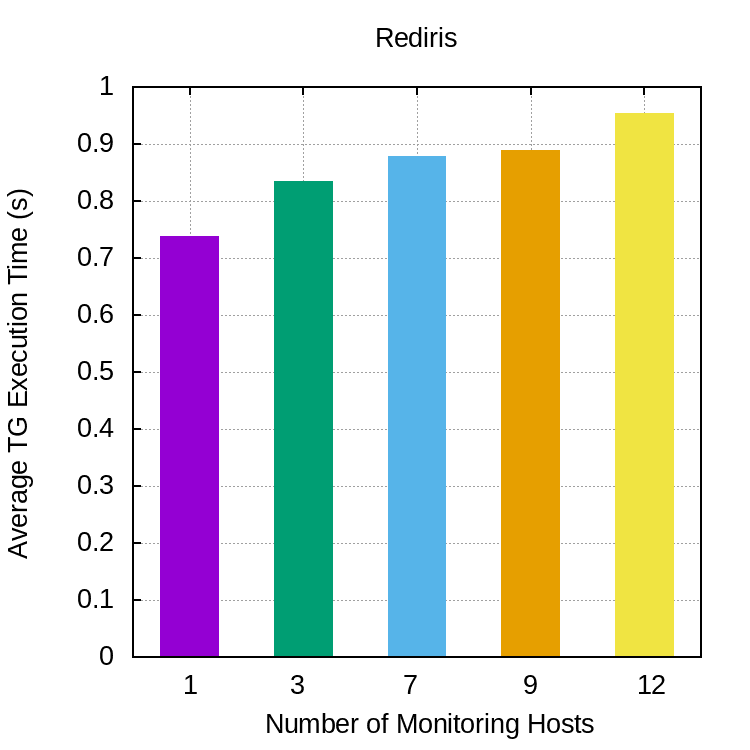 Rediris
1
0.9
0.8
0.7
0.6
0.5
0.4
0.3
0.2
0.1
0
Average TG Execution Time (s)
1 3 7 9 12
Number of Monitoring Hosts